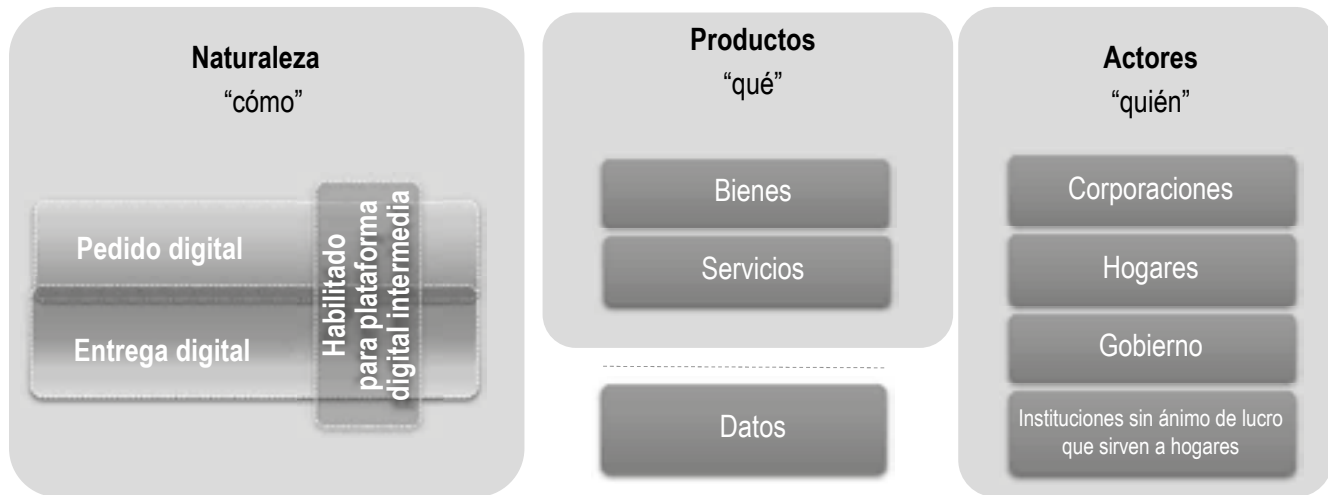 Naturaleza
“cómo”
Pedido digital
Entrega digital
Habilitado
para plataforma
digital intermedia
Productos
“qué”
Bienes
Servicios
Datos
Actores
“quién”
Corporaciones
Hogares
Gobierno
Instituciones sin ánimo de lucro
que sirven a hogares